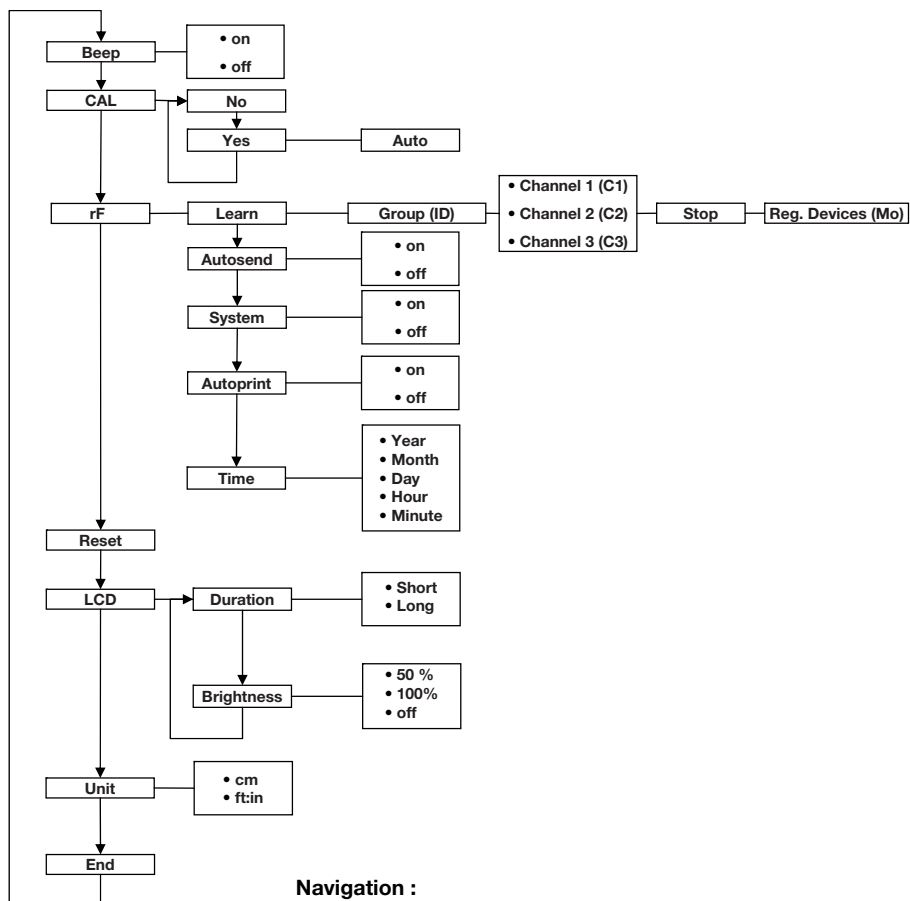 Beep
• on
• off
CAL
No
Yes
Auto
rF
Learn
Group (ID)
• Channel 1 (C1)
• Channel 2 (C2)
• Channel 3 (C3)
Stop
Reg. Devices (Mo)
Autosend
• on
• off
System
• on
• off
Autoprint
• on
• off
Time
• Year
• Month
• Day
• Hour
• Minute
Reset
LCD
Duration
• Short
• Long
Brightness
• 50 %
• 100%
• off
Unit
• cm
• ft:in
End
Navigation :